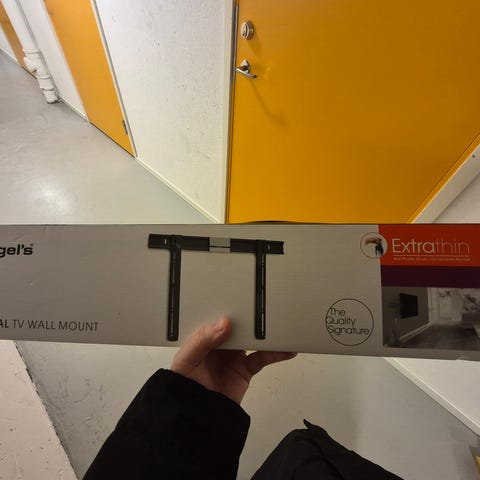 gel's®
Extrathin
The
Quality
Signature
AL TV WALL MOUNT